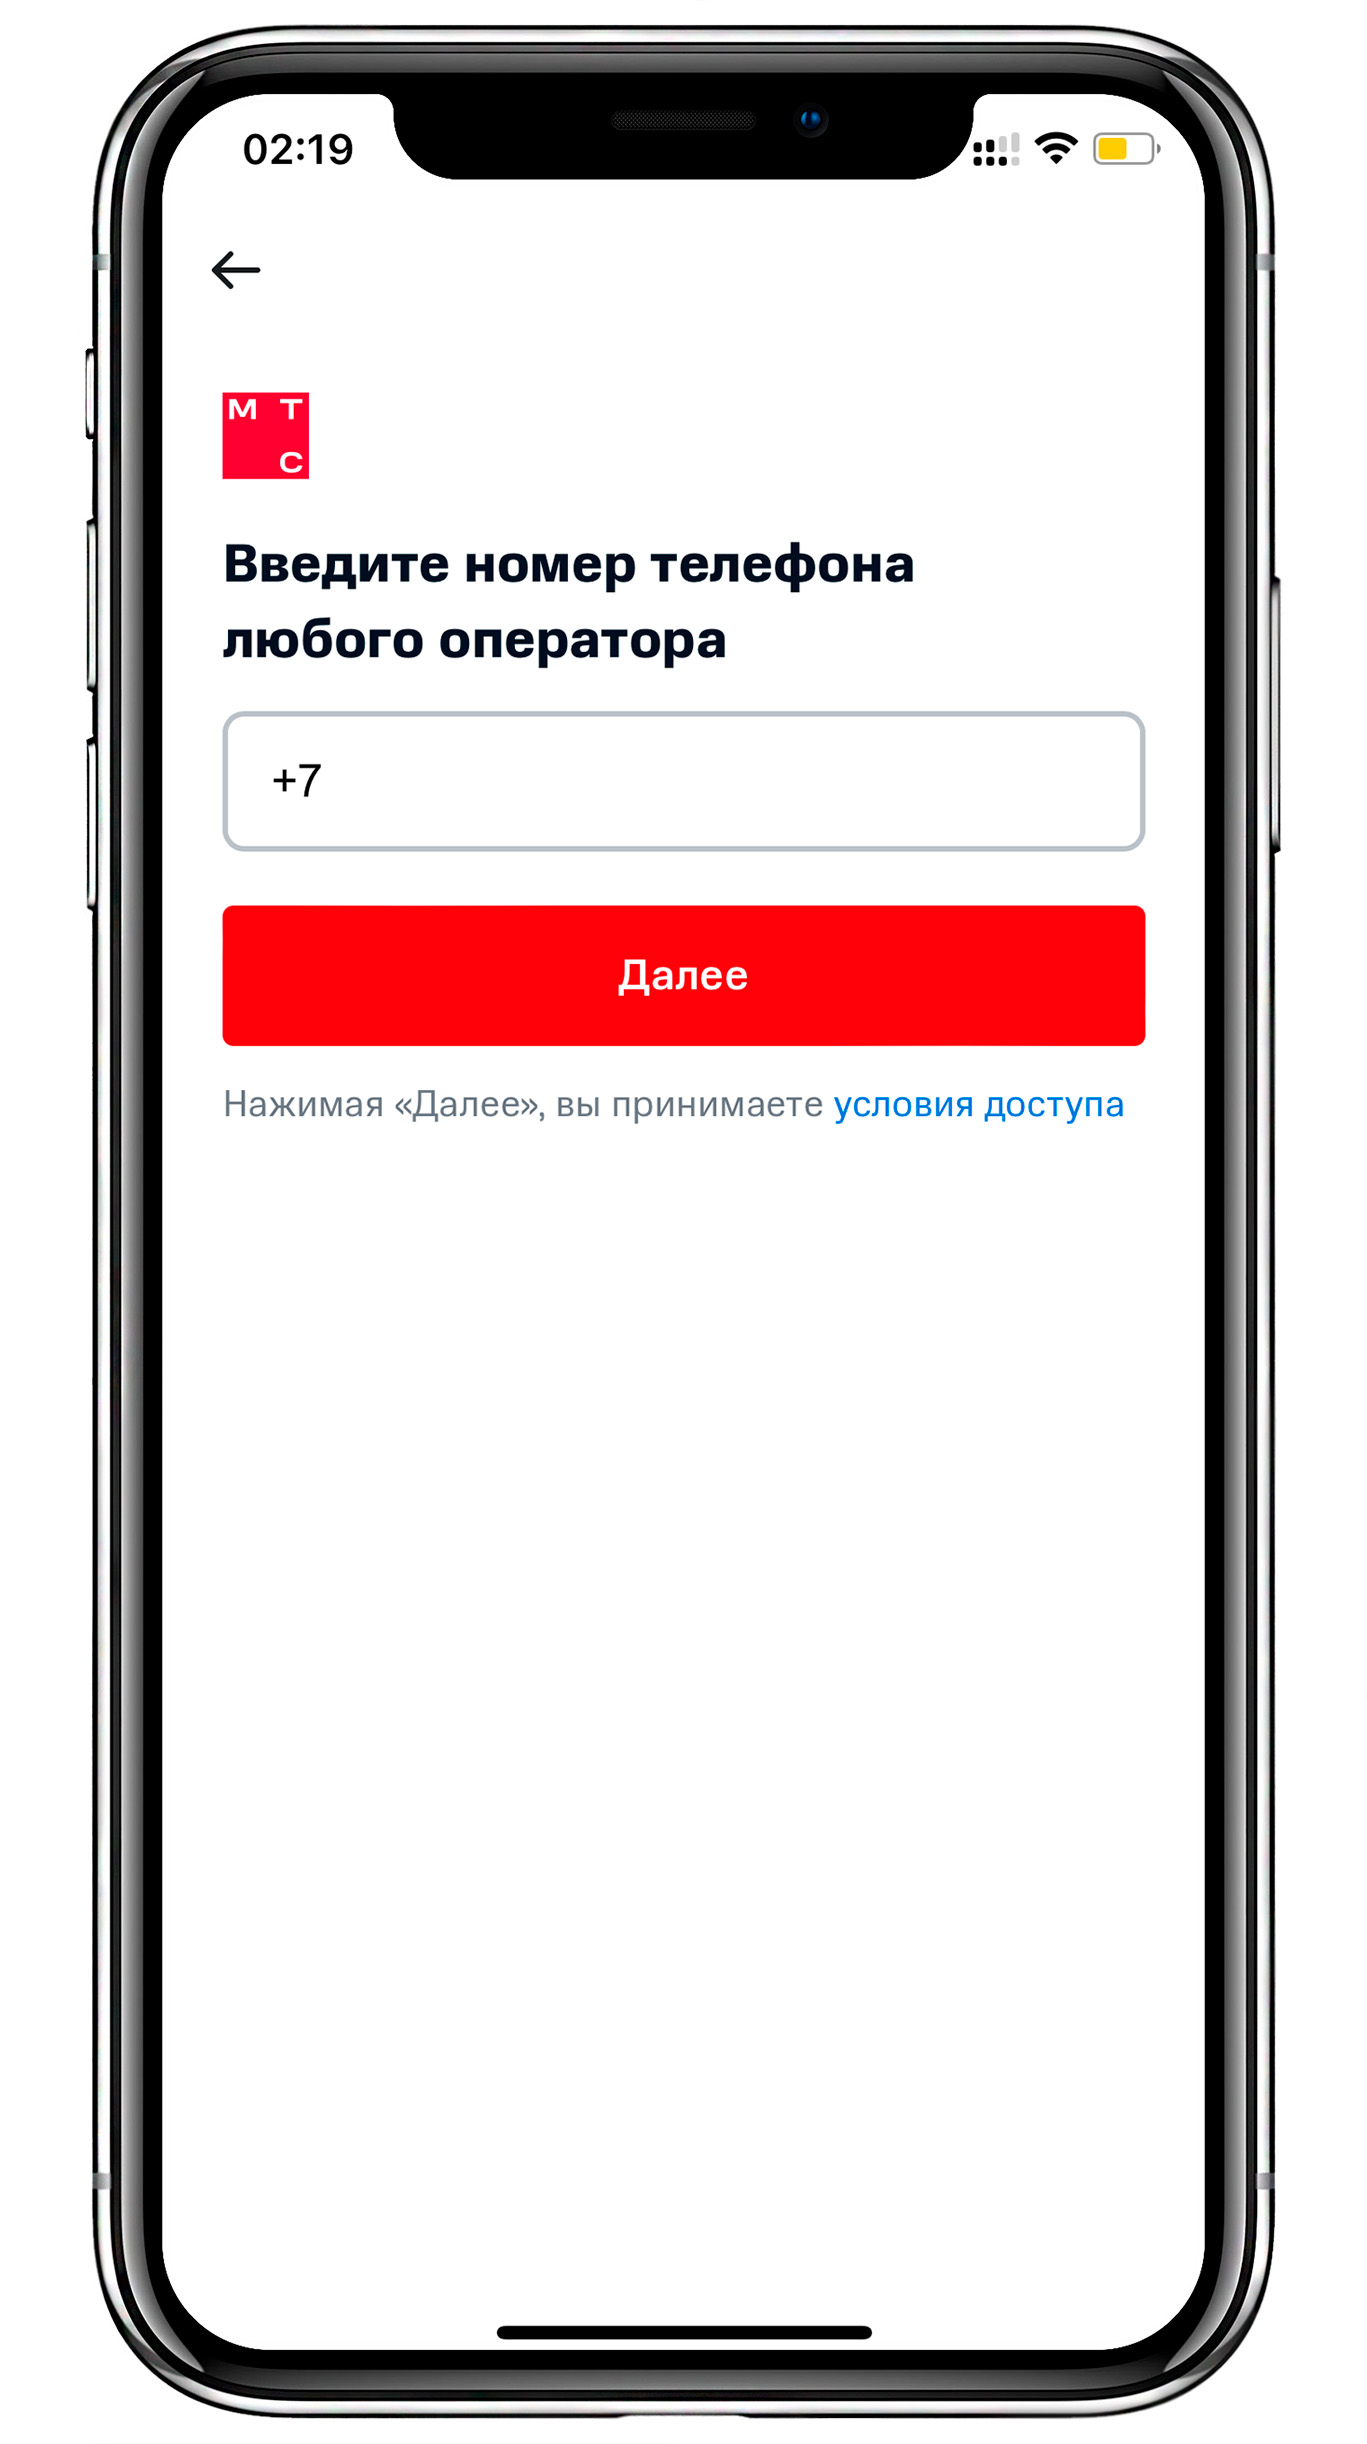 02:19
М Т
С
Введите номер телефона
любого оператора
+7
Далее
Нажимая «Далее», вы принимаете условия доступа